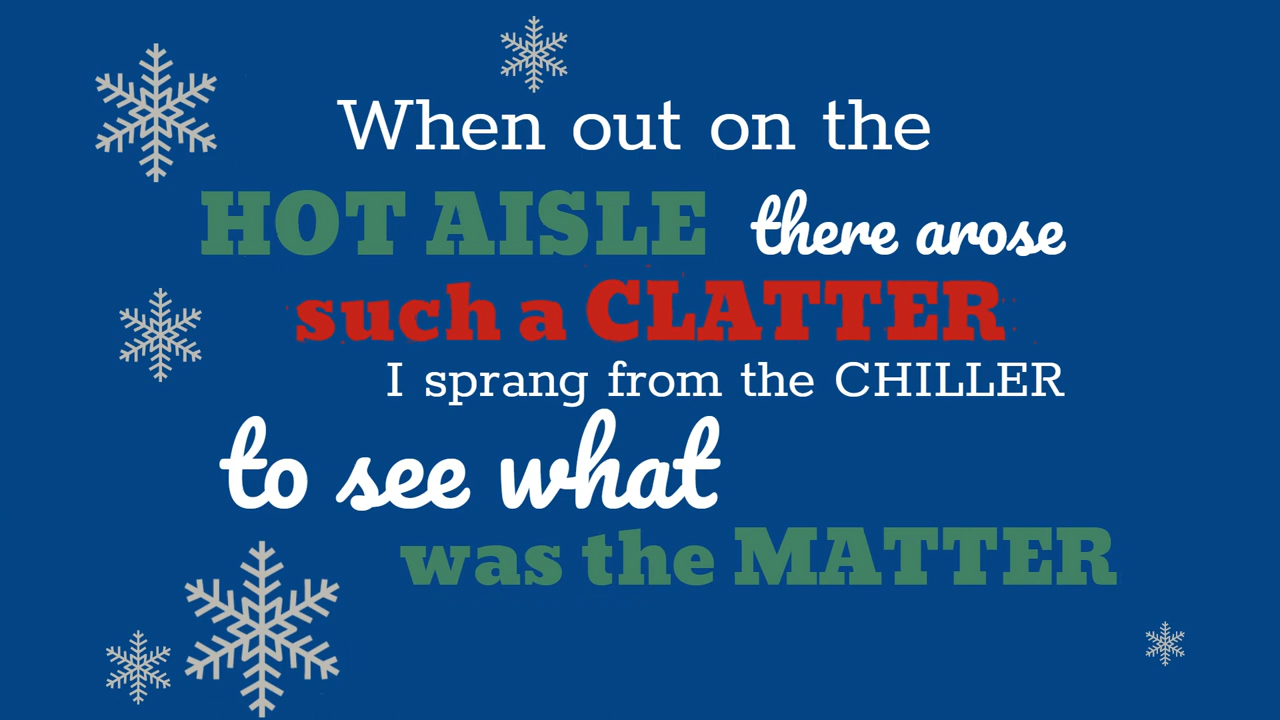 When out on the
HOT AISLE there arose
such a CLATTER
I sprang from the CHILLER
to see what
was the MATTER